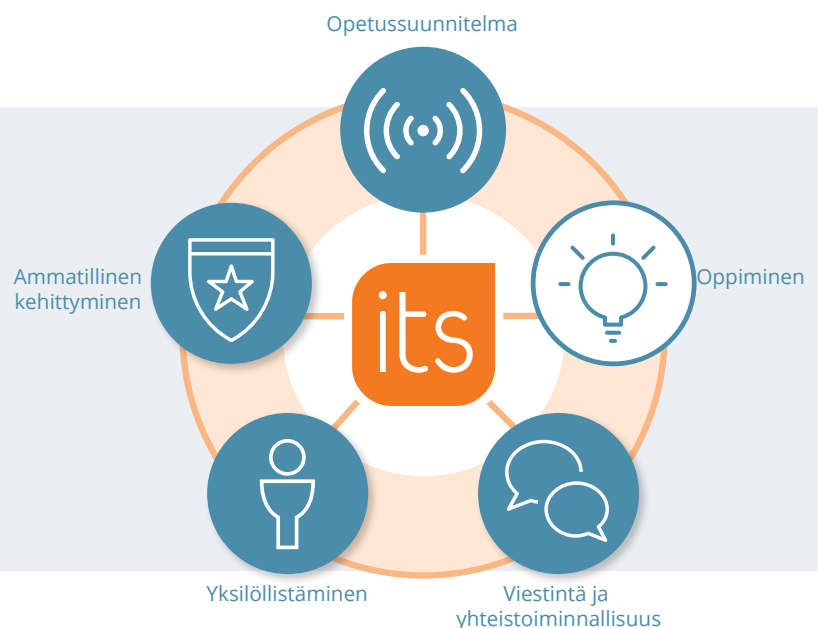 Opetussuunnitelma
Ammatillinen
kehittyminen
its
Oppiminen
Yksilöllistäminen
Viestintä ja
yhteistoiminnallisuus